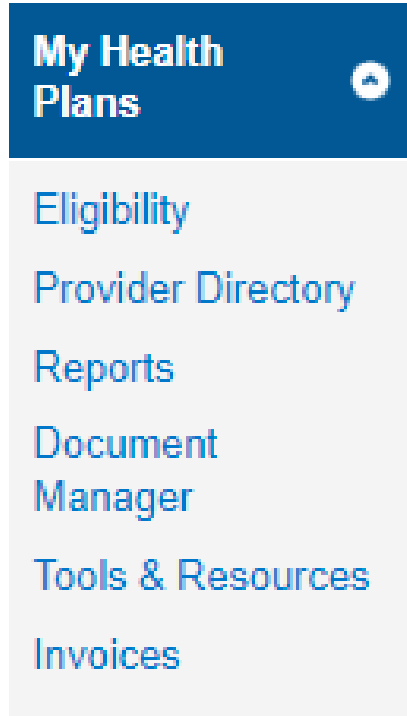 My Health
Plans
Eligibility
Provider Directory
Reports
Document
Manager
Tools & Resources
Invoices